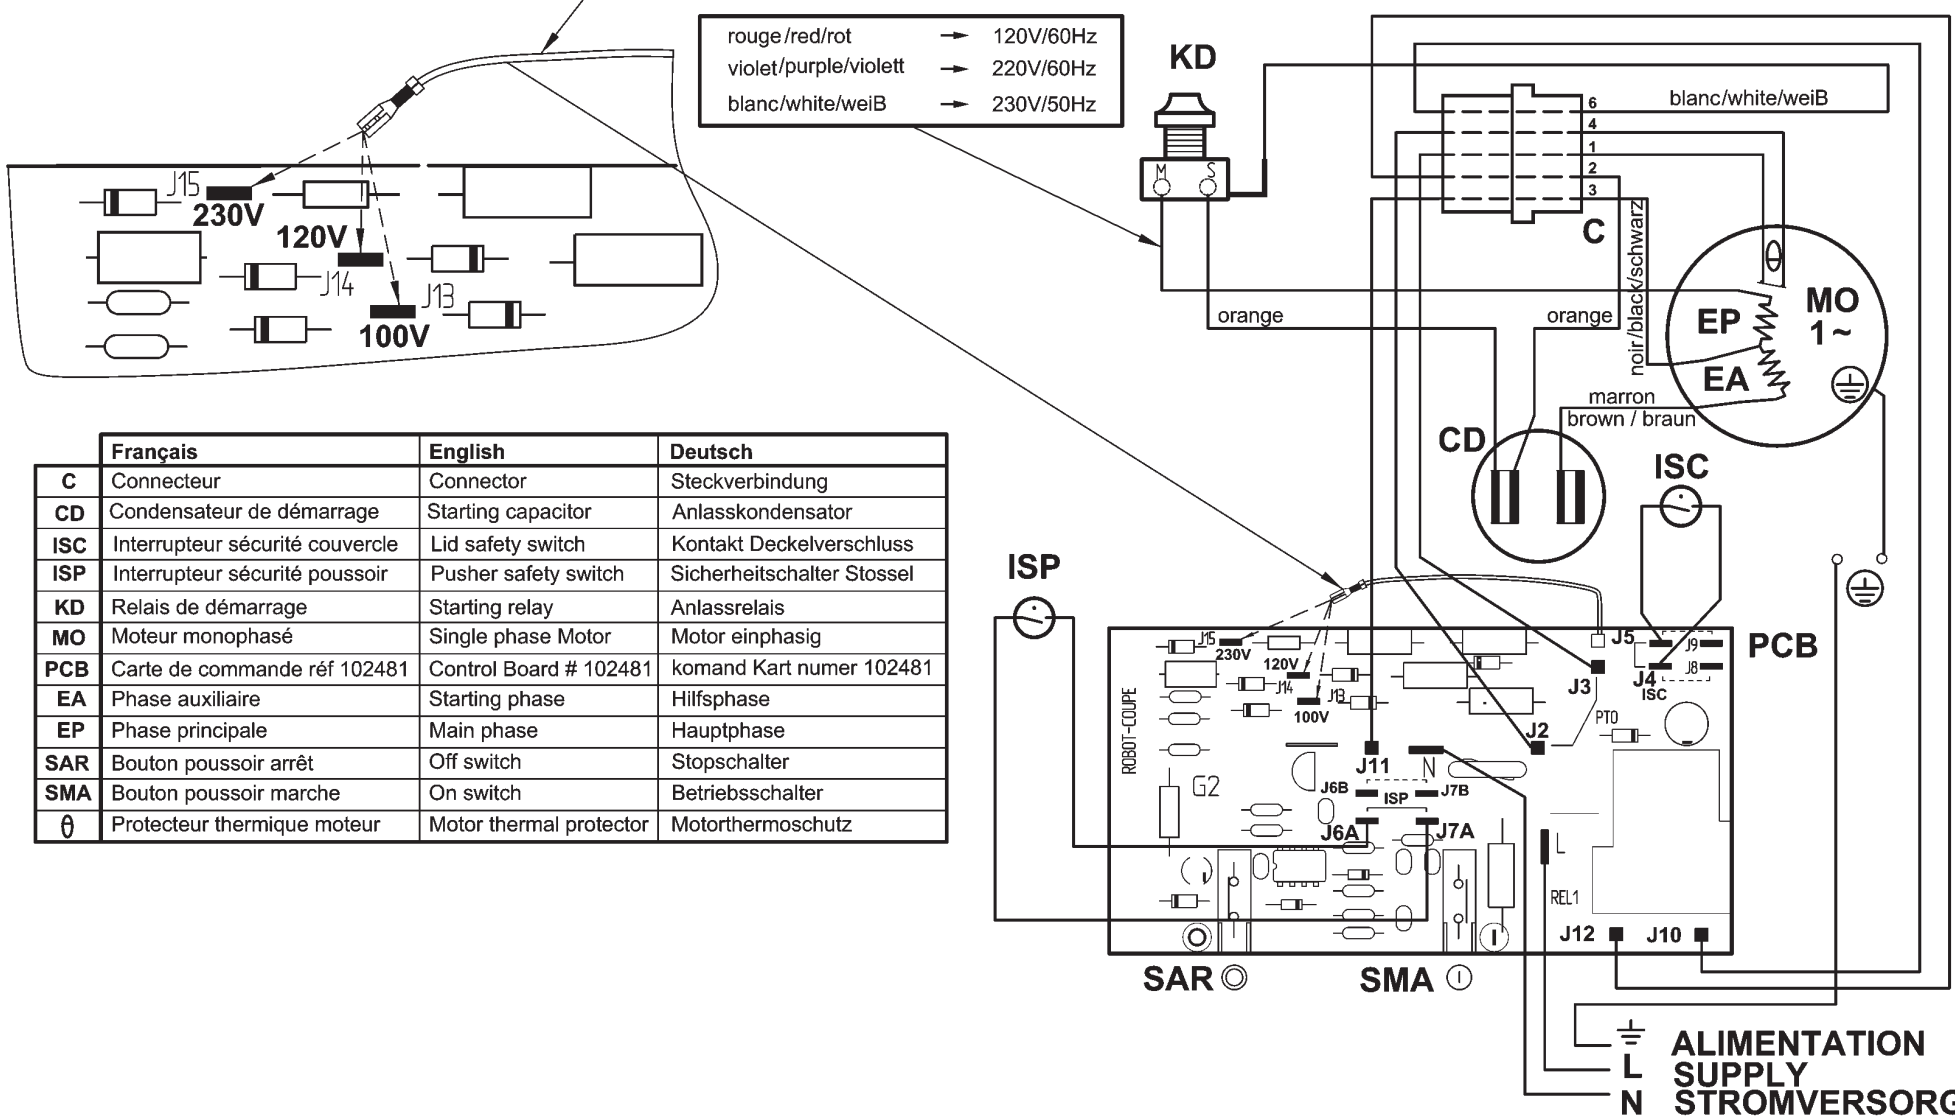 rouge/red/rot → 120V/60Hz
violet/purple/violett → 220V/60Hz
blanc/white/weiB → 230V/50Hz
J15
230V
120V
J14
J13
100V
KD
M S
6 blanc/white/weiB
4
1
2
3
C
noir/black/schwarz
θ
MO
1~
EP
EA
orange
orange
marron
brown / braun
CD
ISC
Français English Deutsch
C Connecteur Connector Steckverbindung
CD Condensateur de démarrage Starting capacitor Anlasskondensator
ISC Interrupteur sécurité couvercle Lid safety switch Kontakt Deckelverschluss
ISP Interrupteur sécurité poussoir Pusher safety switch Sicherheitschalter Stossel
KD Relais de démarrage Starting relay Anlassrelais
MO Moteur monophasé Single phase Motor Motor einphasig
PCB Carte de commande réf 102481 Control Board # 102481 komand Kart numer 102481
EA Phase auxiliaire Starting phase Hilfsphase
EP Phase principale Main phase Hauptphase
SAR Bouton poussoir arrêt Off switch Stopschalter
SMA Bouton poussoir marche On switch Betriebsschalter
θ Protecteur thermique moteur Motor thermal protector Motorthermoschutz
ISP
PCB
J15
230V
120V
J14
J13
100V
J5
J9
J8
J4
ISC
J3
PT0
J2
ROBOT-COUPE
G2
J11
N
J6B
J7B
ISP
J6A
J7A
L
REL1
J12
J10
SAR
SMA
ALIMENTATION
L SUPPLY
N STROMVERSORG